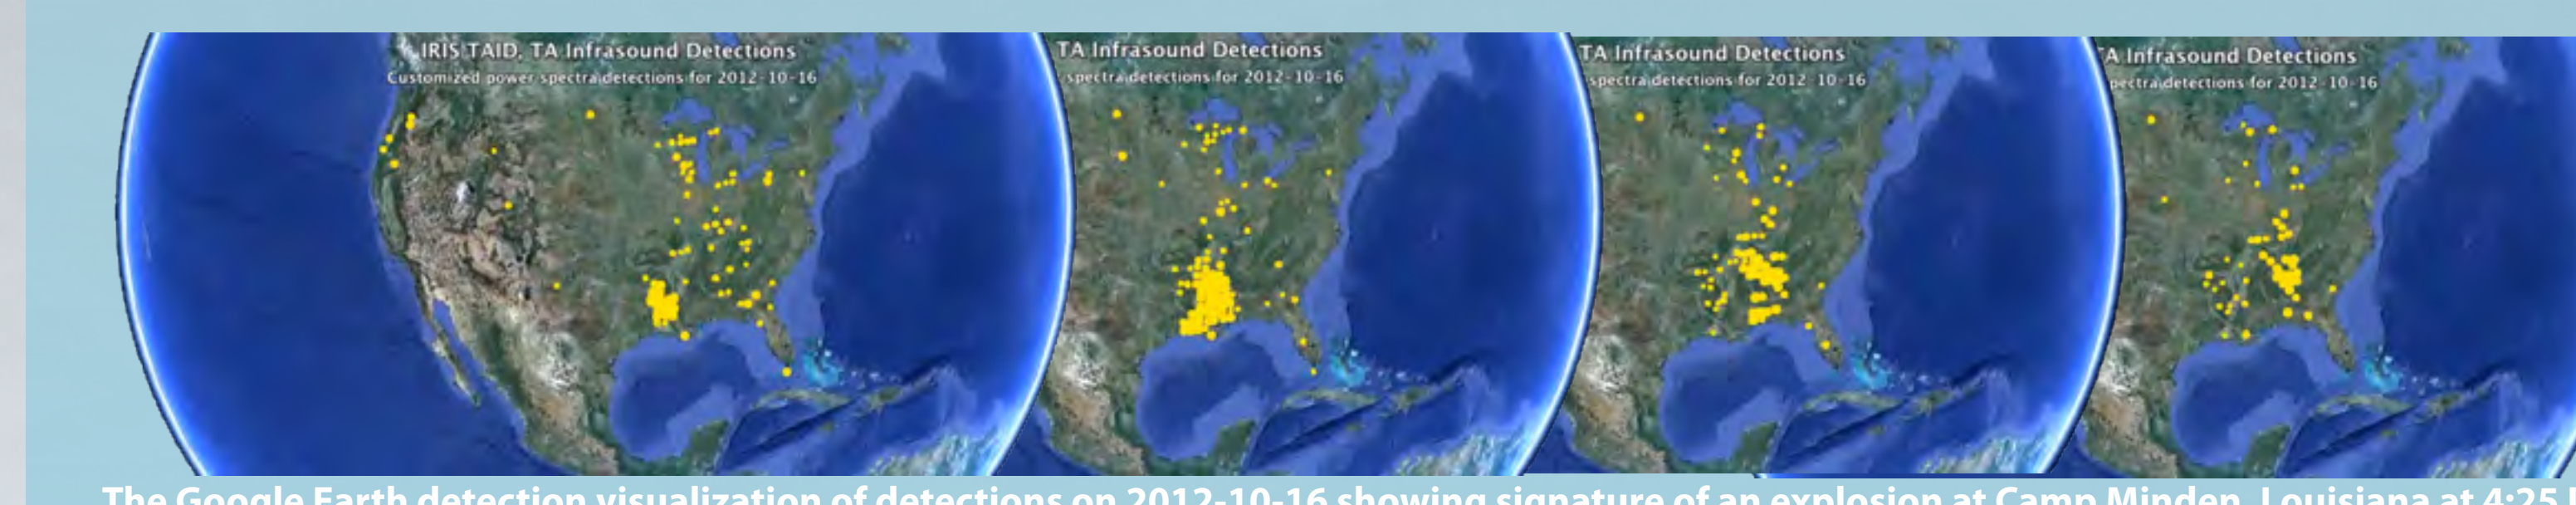 IRIS TAID, TA Infrasound Detections
Customized power spectra detections for 2012-10-16
TA Infrasound Detections
spectra detections for 2012-10-16
TA Infrasound Detections
spectra detections for 2012-10-16
TA Infrasound Detections
spectra detections for 2012-10-16
The Google Earth detection visualization of detections on 2012-10-16 showing signature of an explosion at Camp Minden, Louisiana at 4:25